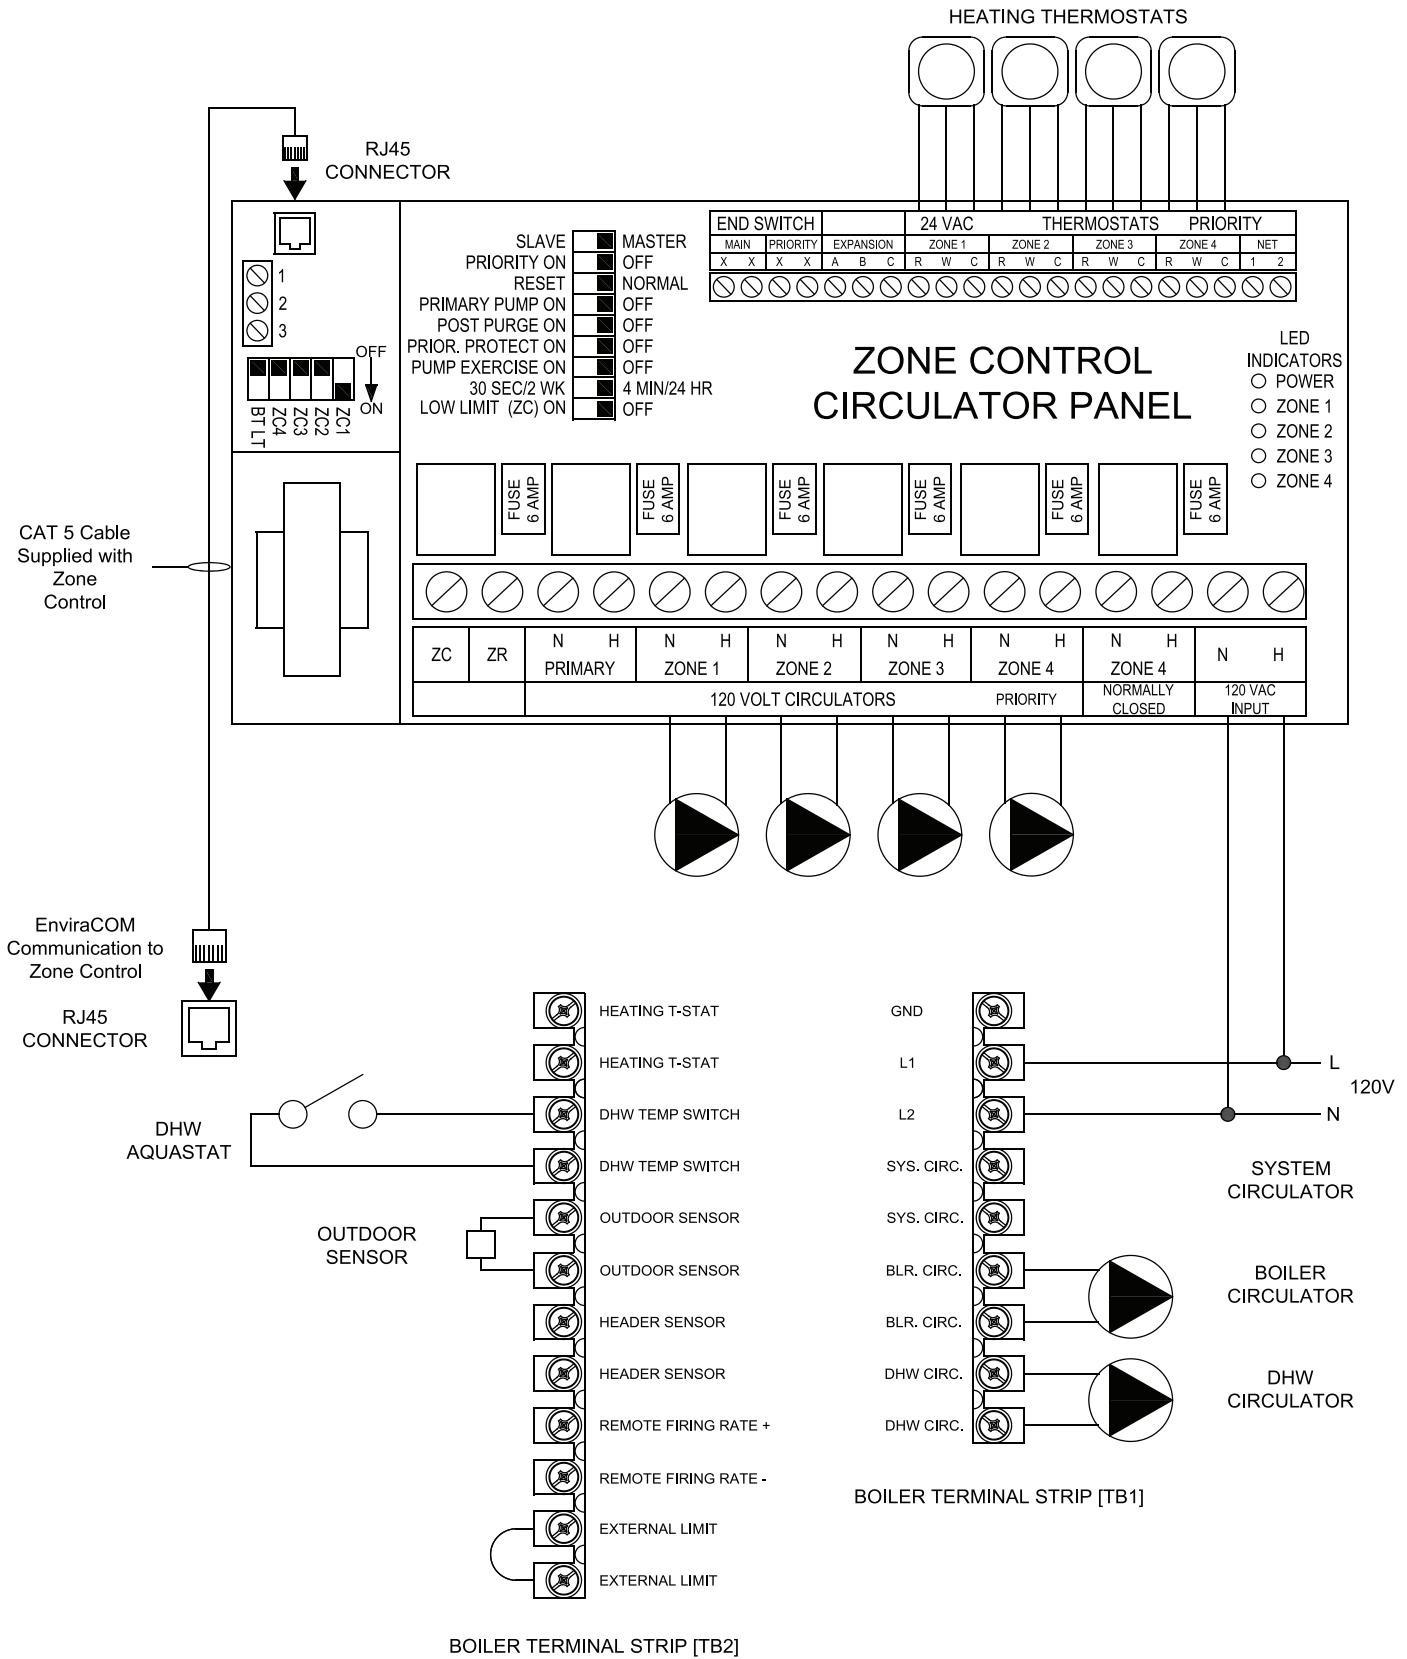 HEATING THERMOSTATS
RJ45
CONNECTOR
1
2
3
OFF
ON
BT LT
ZC4
ZC3
ZC2
ZC1
SLAVE MASTER
PRIORITY ON OFF
RESET NORMAL
PRIMARY PUMP ON OFF
POST PURGE ON OFF
PRIOR. PROTECT ON OFF
PUMP EXERCISE ON OFF
30 SEC/2 WK 4 MIN/24 HR
LOW LIMIT (ZC) ON OFF
END SWITCH 24 VAC THERMOSTATS PRIORITY
MAIN PRIORITY EXPANSION ZONE 1 ZONE 2 ZONE 3 ZONE 4 NET
X X X X A B C R W C R W C R W C R W C 1 2
ZONE CONTROL
CIRCULATOR PANEL
LED
INDICATORS
POWER
ZONE 1
ZONE 2
ZONE 3
ZONE 4
FUSE
6 AMP
FUSE
6 AMP
FUSE
6 AMP
FUSE
6 AMP
FUSE
6 AMP
FUSE
6 AMP
CAT 5 Cable
Supplied with
Zone
Control
ZC ZR N H N H N H N H N H N H N H
PRIMARY ZONE 1 ZONE 2 ZONE 3 ZONE 4 ZONE 4
120 VOLT CIRCULATORS PRIORITY
NORMALLY
CLOSED
120 VAC
INPUT
EnviraCOM
Communication to
Zone Control
RJ45
CONNECTOR
DHW
AQUASTAT
OUTDOOR
SENSOR
HEATING T-STAT
HEATING T-STAT
DHW TEMP SWITCH
DHW TEMP SWITCH
OUTDOOR SENSOR
OUTDOOR SENSOR
HEADER SENSOR
HEADER SENSOR
REMOTE FIRING RATE +
REMOTE FIRING RATE -
EXTERNAL LIMIT
EXTERNAL LIMIT
BOILER TERMINAL STRIP [TB2]
GND
L1
L2
SYS. CIRC.
SYS. CIRC.
BLR. CIRC.
BLR. CIRC.
DHW CIRC.
DHW CIRC.
BOILER TERMINAL STRIP [TB1]
L
120V
N
SYSTEM
CIRCULATOR
BOILER
CIRCULATOR
DHW
CIRCULATOR